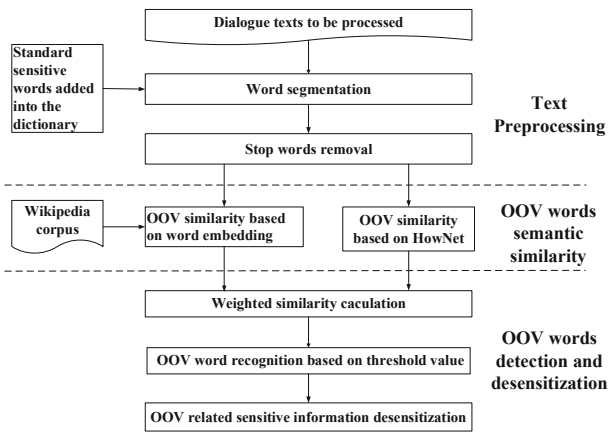 Dialogue texts to be processed
Standard
sensitive
words added
into the
dictionary
Word segmentation
Stop words removal
Text
Preprocessing
Wikipedia
corpus
OOV similarity based
on word embedding
OOV similarity
based on HowNet
OOV words
semantic
similarity
Weighted similarity caculation
OOV word recognition based on threshold value
OOV related sensitive information desensitization
OOV words
detection and
desensitization